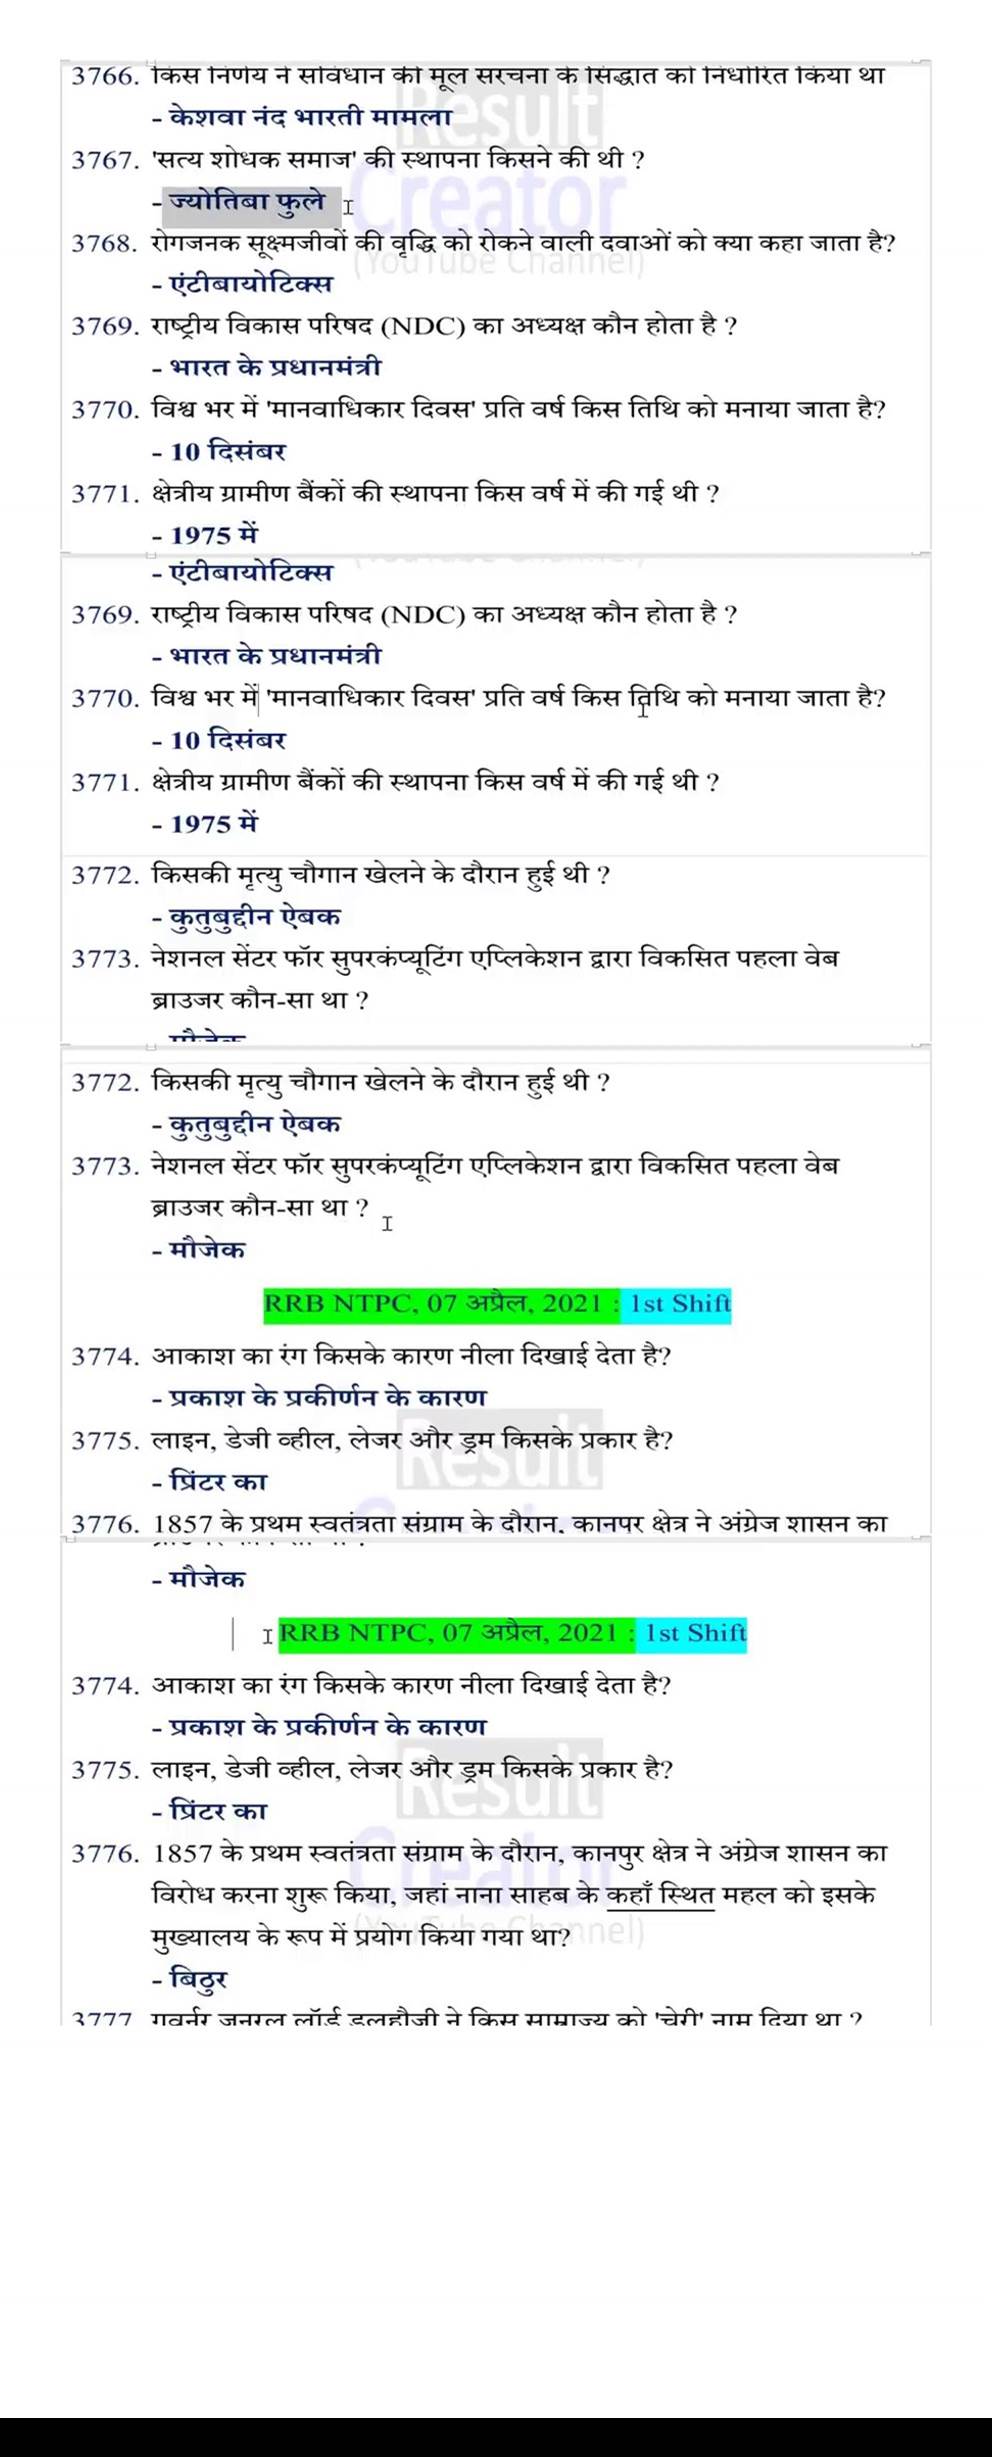 3766. किस निर्णय ने संविधान की मूल संरचना के सिद्धांत को निर्धारित किया था
- केशवा नंद भारती मामला
3767. 'सत्य शोधक समाज' की स्थापना किसने की थी ?
- ज्योतिबा फुले
3768. रोगजनक सूक्ष्मजीवों की वृद्धि को रोकने वाली दवाओं को क्या कहा जाता है?
- एंटीबायोटिक्स
3769. राष्ट्रीय विकास परिषद (NDC) का अध्यक्ष कौन होता है ?
- भारत के प्रधानमंत्री
3770. विश्व भर में 'मानवाधिकार दिवस' प्रति वर्ष किस तिथि को मनाया जाता है?
- 10 दिसंबर
3771. क्षेत्रीय ग्रामीण बैंकों की स्थापना किस वर्ष में की गई थी ?
- 1975 में
- एंटीबायोटिक्स
3769. राष्ट्रीय विकास परिषद (NDC) का अध्यक्ष कौन होता है ?
- भारत के प्रधानमंत्री
3770. विश्व भर में 'मानवाधिकार दिवस' प्रति वर्ष किस तिथि को मनाया जाता है?
- 10 दिसंबर
3771. क्षेत्रीय ग्रामीण बैंकों की स्थापना किस वर्ष में की गई थी ?
- 1975 में
3772. किसकी मृत्यु चौगान खेलने के दौरान हुई थी ?
- कुतुबुद्दीन ऐबक
3773. नेशनल सेंटर फॉर सुपरकंप्यूटिंग एप्लिकेशन द्वारा विकसित पहला वेब
ब्राउजर कौन-सा था ?
3772. किसकी मृत्यु चौगान खेलने के दौरान हुई थी ?
- कुतुबुद्दीन ऐबक
3773. नेशनल सेंटर फॉर सुपरकंप्यूटिंग एप्लिकेशन द्वारा विकसित पहला वेब
ब्राउजर कौन-सा था ?
- मौजेक
RRB NTPC, 07 अप्रैल, 2021 : 1st Shift
3774. आकाश का रंग किसके कारण नीला दिखाई देता है?
- प्रकाश के प्रकीर्णन के कारण
3775. लाइन, डेजी व्हील, लेजर और ड्रम किसके प्रकार है?
- प्रिंटर का
3776. 1857 के प्रथम स्वतंत्रता संग्राम के दौरान, कानपुर क्षेत्र ने अंग्रेज शासन का
- मौजेक
RRB NTPC, 07 अप्रैल, 2021 : 1st Shift
3774. आकाश का रंग किसके कारण नीला दिखाई देता है?
- प्रकाश के प्रकीर्णन के कारण
3775. लाइन, डेजी व्हील, लेजर और ड्रम किसके प्रकार है?
- प्रिंटर का
3776. 1857 के प्रथम स्वतंत्रता संग्राम के दौरान, कानपुर क्षेत्र ने अंग्रेज शासन का
विरोध करना शुरू किया, जहां नाना साहब के कहाँ स्थित महल को इसके
मुख्यालय के रूप में प्रयोग किया गया था?
- बिठुर
3777. गवर्नर जनरल लॉर्ड डलहौजी ने किस साम्राज्य को 'चेरी' नाम दिया था ?
Result
Creator
(YouTube Channel)